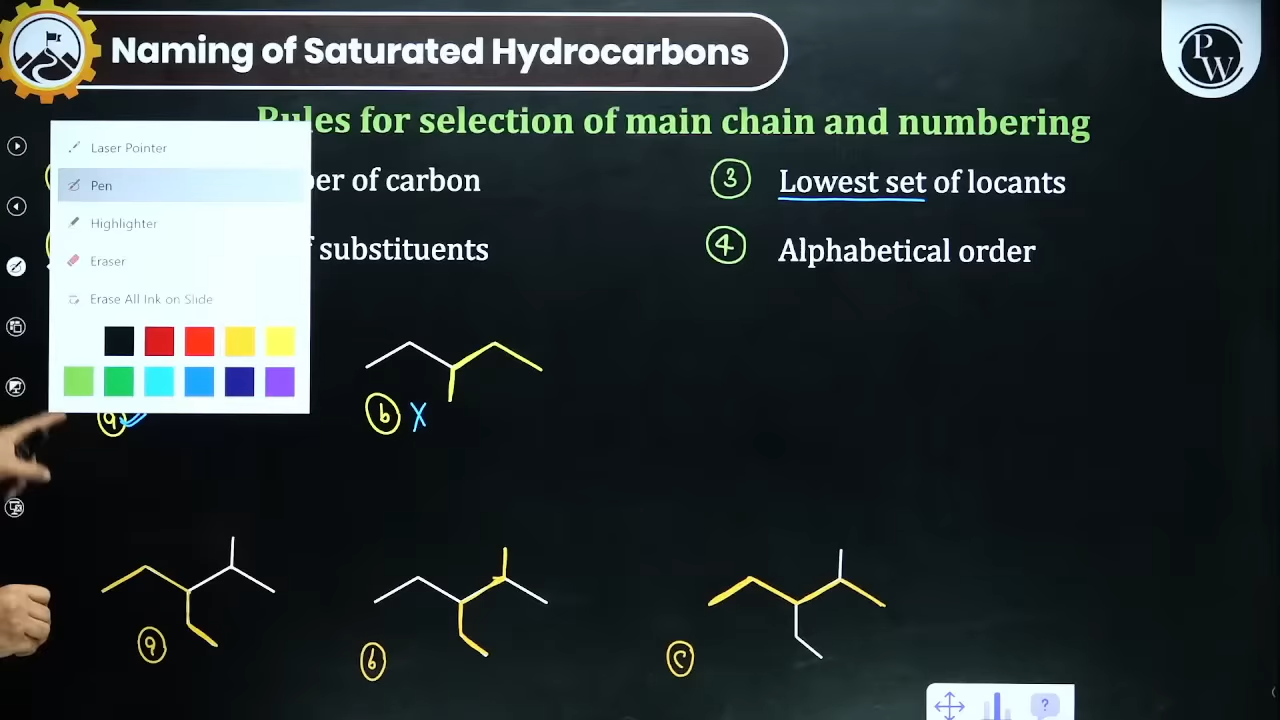 Naming of Saturated Hydrocarbons
PW
Rules for selection of main chain and numbering
Laser Pointer
Pen
Highlighter
Eraser
Erase All Ink on Slide
of carbon
substituents
3 Lowest set of locants
4 Alphabetical order
a
b X
a
b
C
?